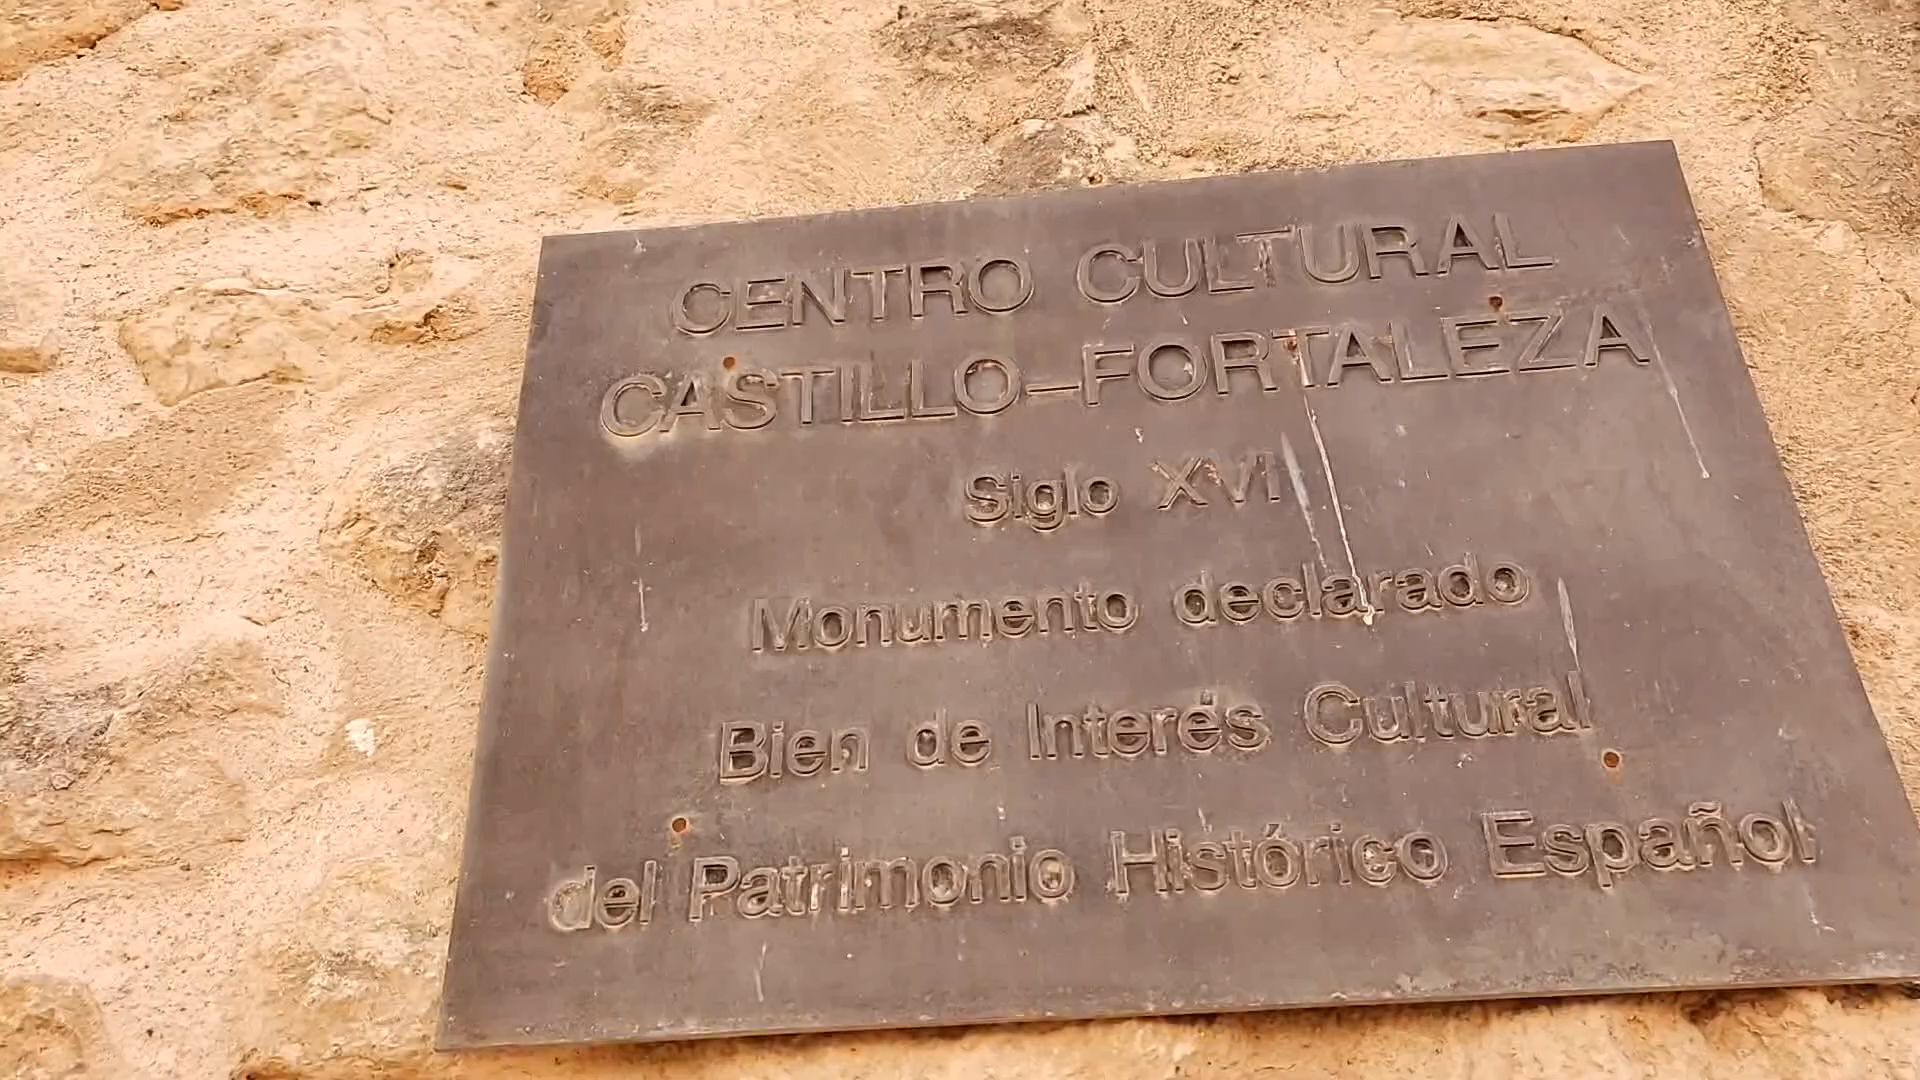 CENTRO CULTURAL
CASTILLO-FORTALEZA
Siglo XVI
Monumento declarado
Bien de Interés Cultural
del Patrimonio Histórico Español